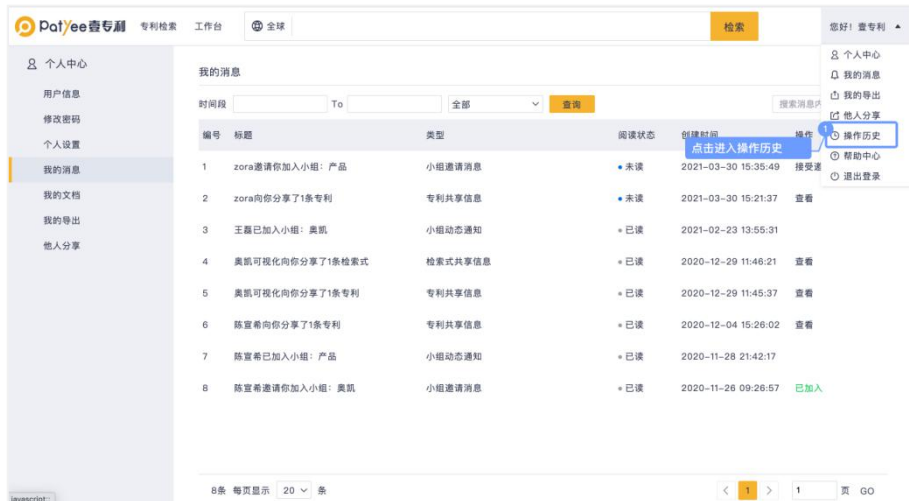 Patyee壹专利 专利检索 工作台 全球 检索 您好！壹专利
个人中心
我的消息
我的导出
他人分享
1
操作历史
帮助中心
退出登录
点击进入操作历史
个人中心
用户信息
修改密码
个人设置
我的消息
我的文档
我的导出
他人分享
我的消息
时间段 To 全部 查询 搜索消息内
编号 标题 类型 阅读状态 创建时间 操作
1 zora邀请你加入小组：产品 小组邀请消息 未读 2021-03-30 15:35:49 接受邀
2 zora向你分享了1条专利 专利共享信息 未读 2021-03-30 15:21:37 查看
3 王磊已加入小组：奥凯 小组动态通知 已读 2021-02-23 13:55:31
4 奥凯可视化向你分享了1条检索式 检索式共享信息 已读 2020-12-29 11:46:21 查看
5 奥凯可视化向你分享了1条专利 专利共享信息 已读 2020-12-29 11:45:37 查看
6 陈宣希向你分享了1条专利 专利共享信息 已读 2020-12-04 15:26:02 查看
7 陈宣希已加入小组：产品 小组动态通知 已读 2020-11-28 21:42:17
8 陈宣希邀请你加入小组：奥凯 小组邀请消息 已读 2020-11-26 09:26:57 已加入
8条 每页显示 20 条 1 1 页 GO
javascript:;